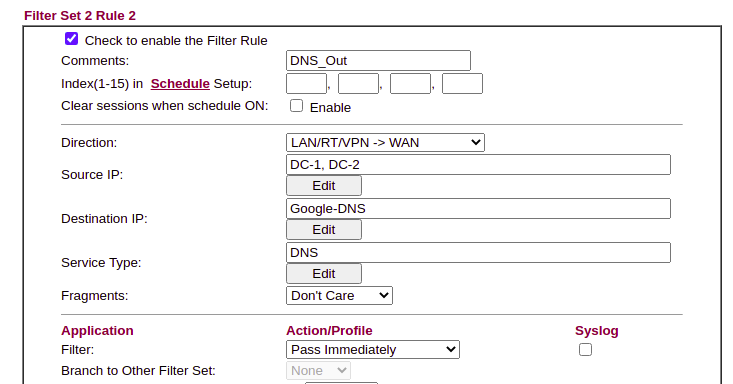 Filter Set 2 Rule 2
Check to enable the Filter Rule
Comments: DNS_Out
Index(1-15) in Schedule Setup: , , ,
Clear sessions when schedule ON: Enable
Direction: LAN/RT/VPN -> WAN
Source IP: DC-1, DC-2
Edit
Destination IP: Google-DNS
Edit
Service Type: DNS
Edit
Fragments: Don't Care
Application Action/Profile Syslog
Filter: Pass Immediately
Branch to Other Filter Set: None